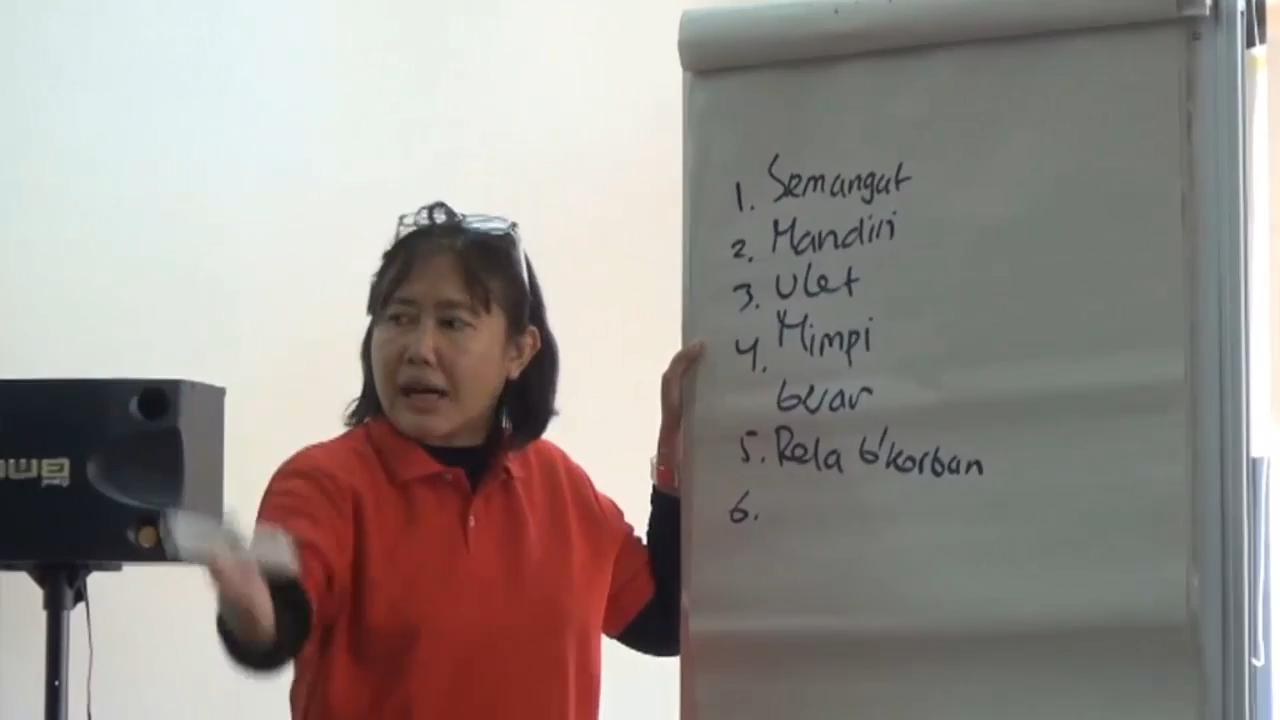 1. Semangat
2. Mandiri
3. Ulet
4. Mimpi
besar
5. Rela b'korban
6.